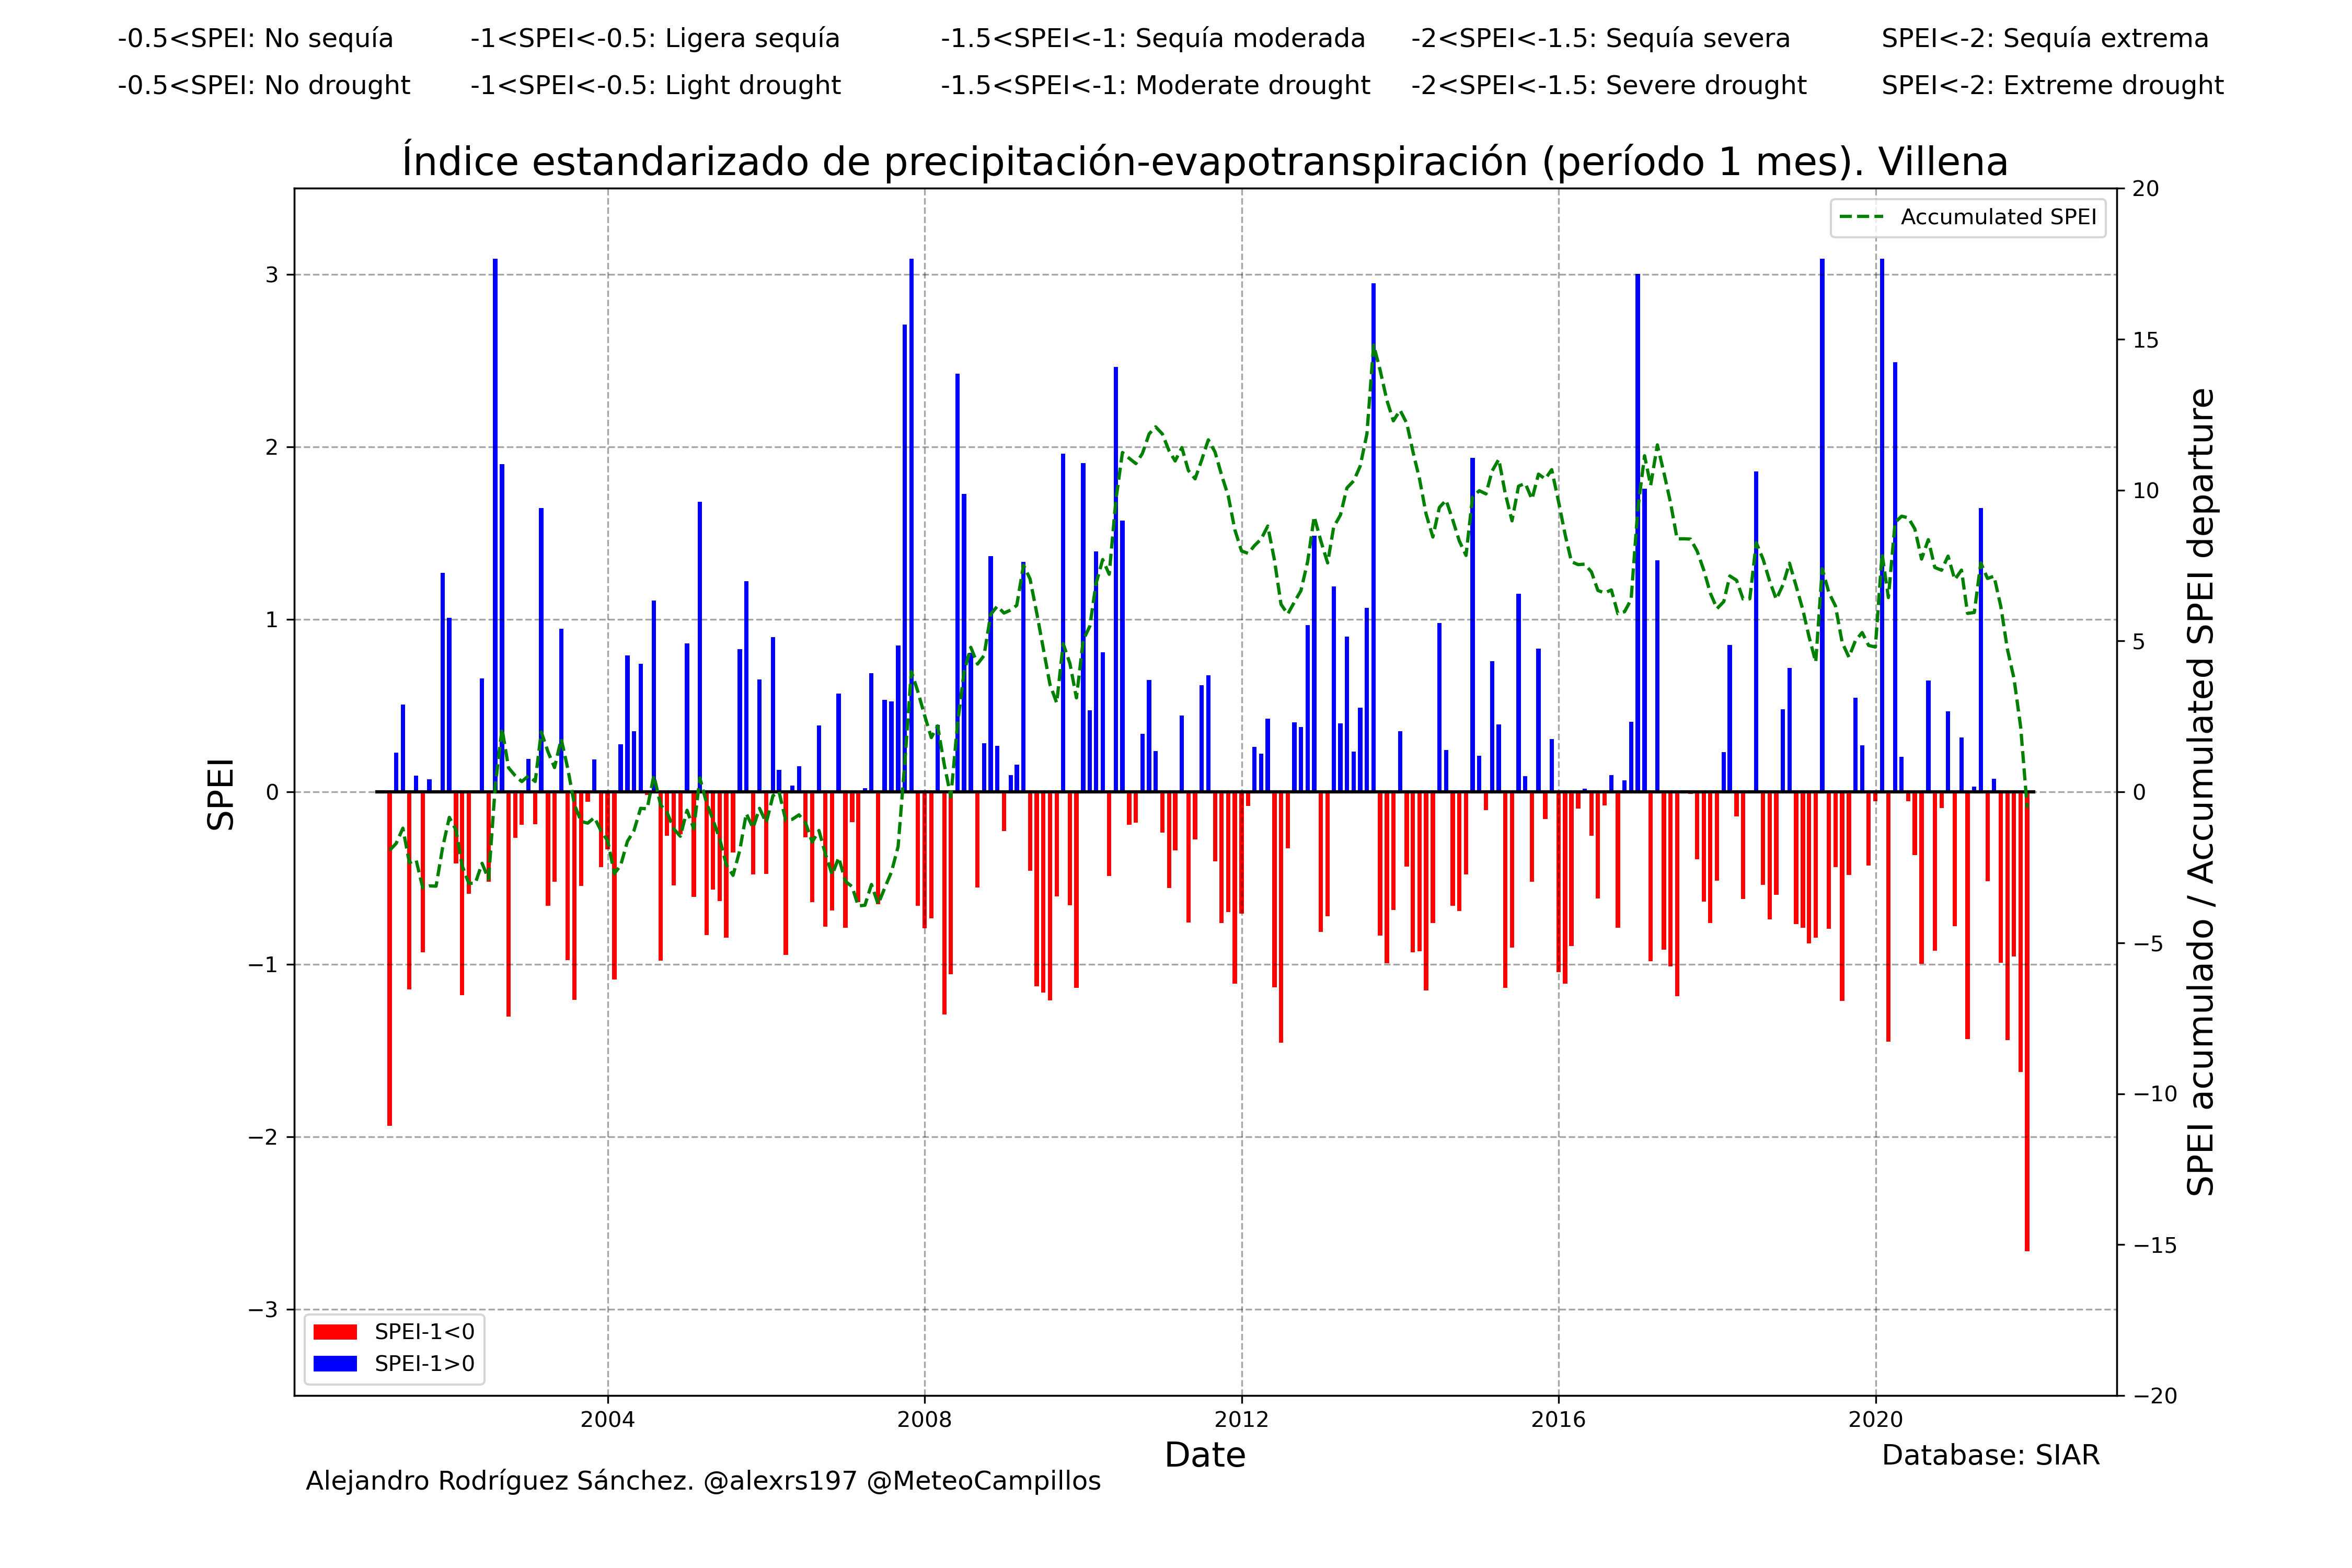 -0.5<SPEI: No sequía -1<SPEI<-0.5: Ligera sequía -1.5<SPEI<-1: Sequía moderada -2<SPEI<-1.5: Sequía severa SPEI<-2: Sequía extrema
-0.5<SPEI: No drought -1<SPEI<-0.5: Light drought -1.5<SPEI<-1: Moderate drought -2<SPEI<-1.5: Severe drought SPEI<-2: Extreme drought
Índice estandarizado de precipitación-evapotranspiración (período 1 mes). Villena
Accumulated SPEI
SPEI
3
2
1
0
−1
−2
−3
20
15
10
5
0
−5
−10
−15
−20
SPEI acumulado / Accumulated SPEI departure
SPEI-1<0
SPEI-1>0
2004 2008 2012 2016 2020
Date
Database: SIAR
Alejandro Rodríguez Sánchez. @alexrs197 @MeteoCampillos